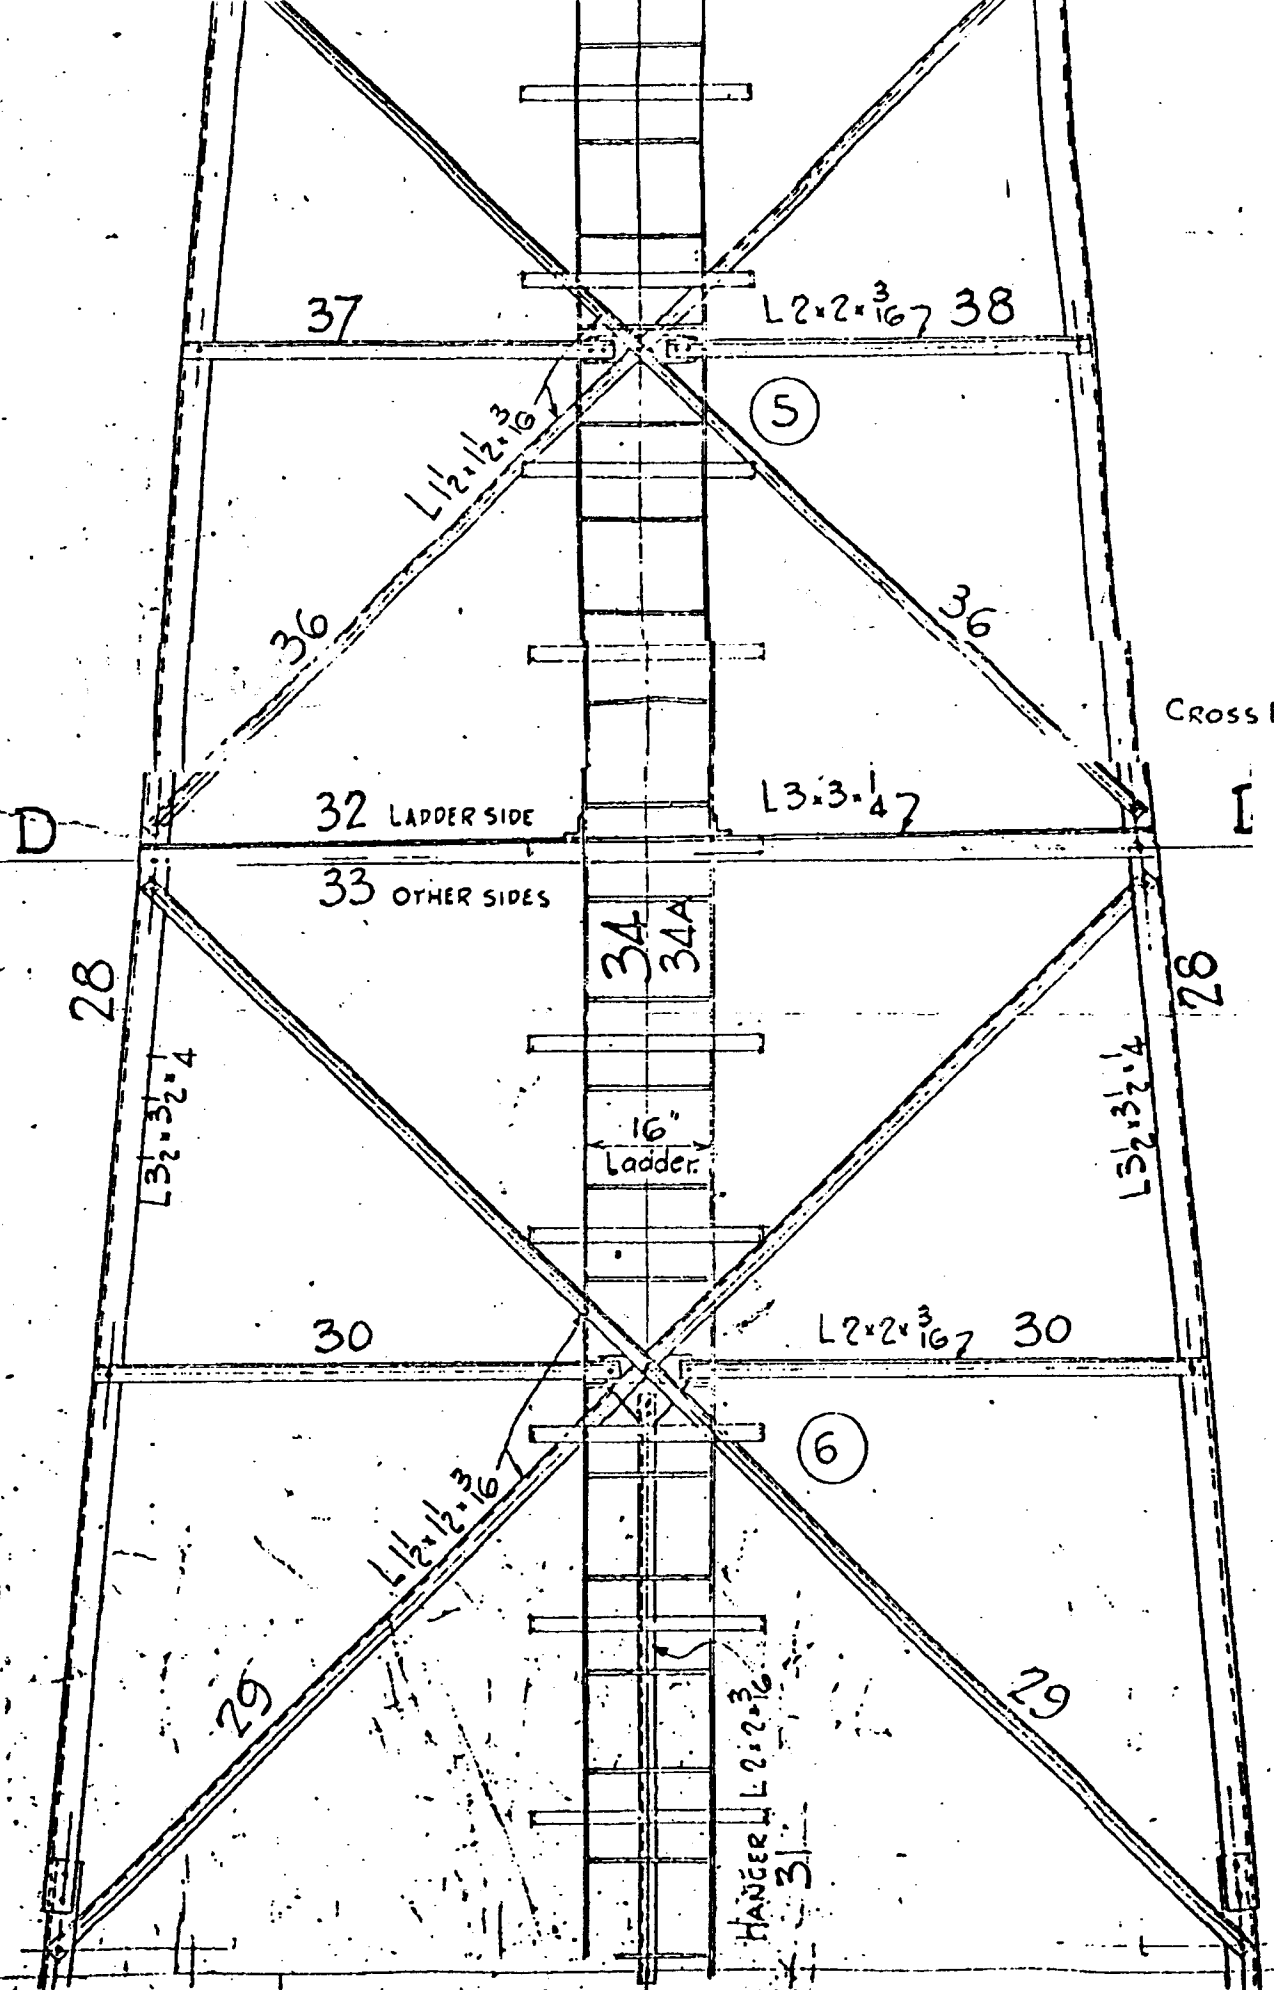 37
L2×2×3/16 38
5
L1 1/2×1 1/2×3/16
36
36
CROSS
D
32 LADDER SIDE
L3×3×1/4
33 OTHER SIDES
34
34A
28
28
L3 1/2×3 1/2×1/4
L3 1/2×3 1/2×1/4
16"
Ladder.
30
L2×2×3/16 30
6
L1 1/2×1 1/2×3/16
29
29
HANGER L2×2×3/16
31